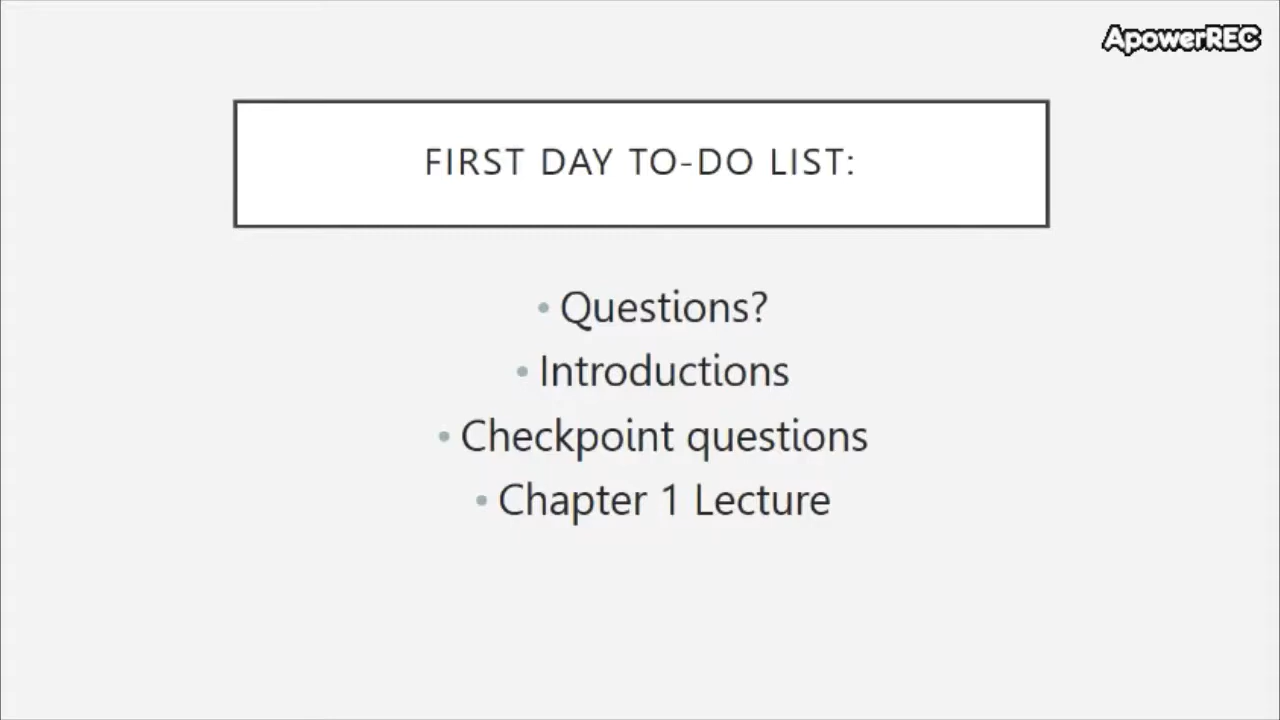 ApowerREC
FIRST DAY TO-DO LIST:
• Questions?
• Introductions
• Checkpoint questions
• Chapter 1 Lecture